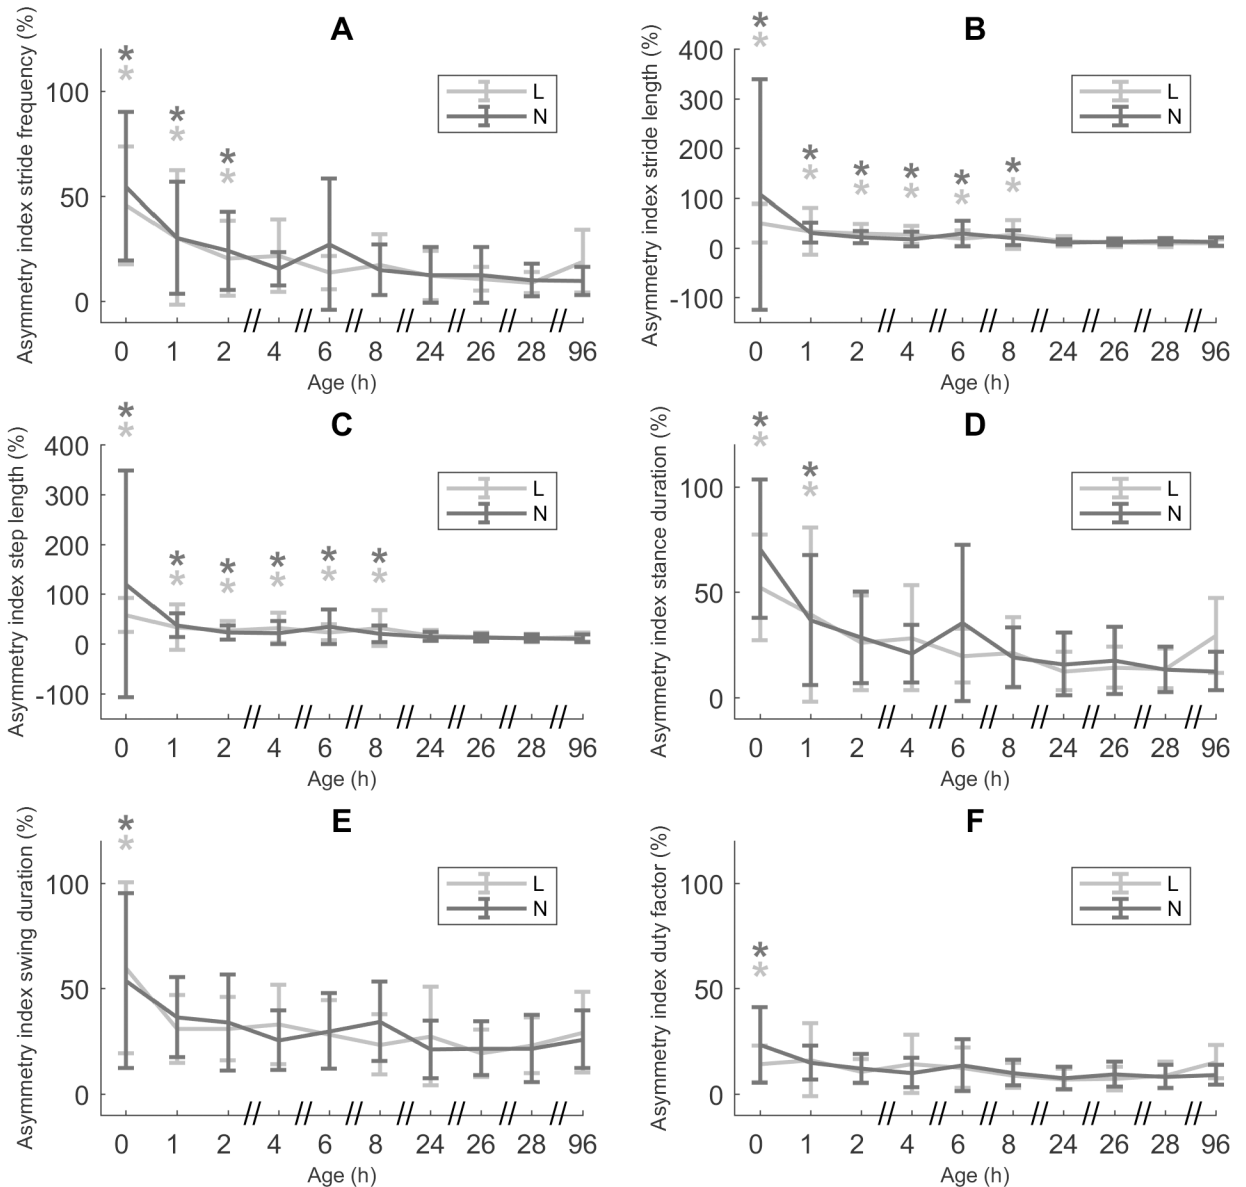 A
Asymmetry index stride frequency (%)
100
50
0
* * *
* * *
L
N
0 1 2 // 4 // 6 // 8 // 24 // 26 // 28 // 96
Age (h)
B
Asymmetry index stride length (%)
400
300
200
100
0
-100
* * * * * *
* * * * * *
L
N
0 1 2 // 4 // 6 // 8 // 24 // 26 // 28 // 96
Age (h)
C
Asymmetry index step length (%)
400
300
200
100
0
-100
* * * * * *
* * * * * *
L
N
0 1 2 // 4 // 6 // 8 // 24 // 26 // 28 // 96
Age (h)
D
Asymmetry index stance duration (%)
100
50
0
* *
* *
L
N
0 1 2 // 4 // 6 // 8 // 24 // 26 // 28 // 96
Age (h)
E
Asymmetry index swing duration (%)
100
50
0
*
*
L
N
0 1 2 // 4 // 6 // 8 // 24 // 26 // 28 // 96
Age (h)
F
Asymmetry index duty factor (%)
100
50
0
*
*
L
N
0 1 2 // 4 // 6 // 8 // 24 // 26 // 28 // 96
Age (h)